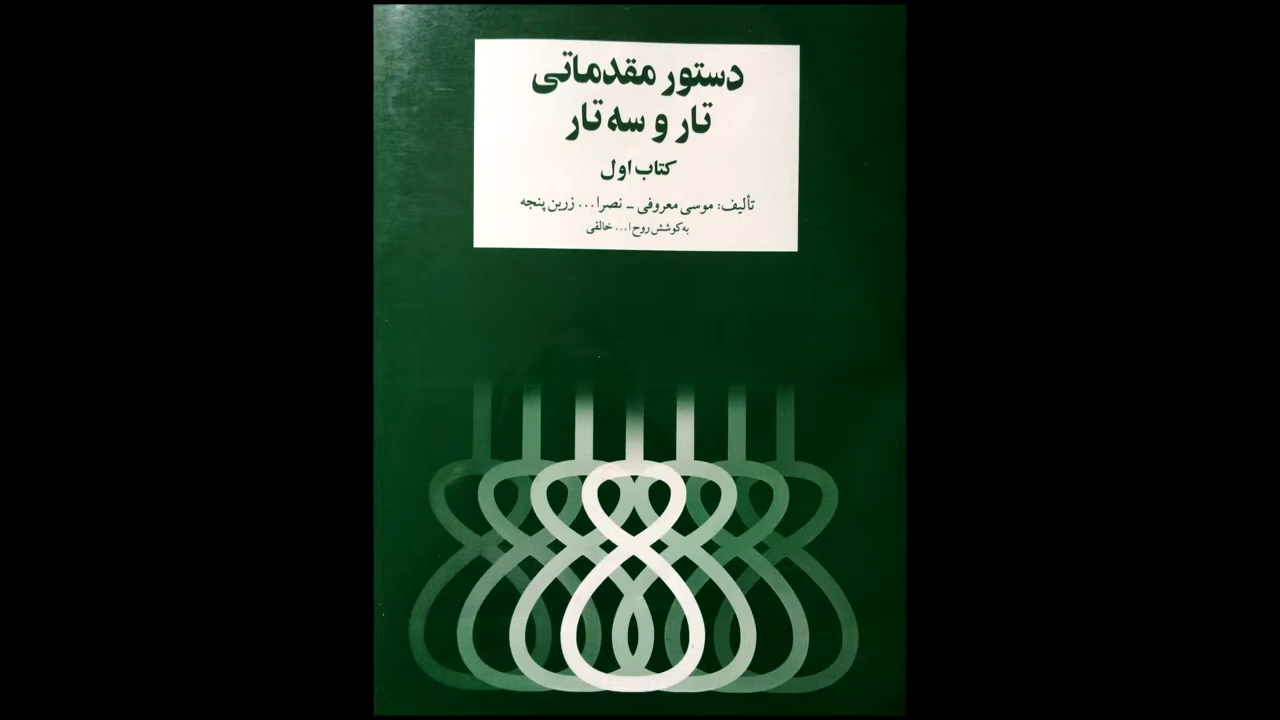 دستور مقدماتی
تار و سه تار
کتاب اول
تألیف: موسی معروفی ـ نصرا... زرین پنجه
به‌کوشش روح ا... خالقی